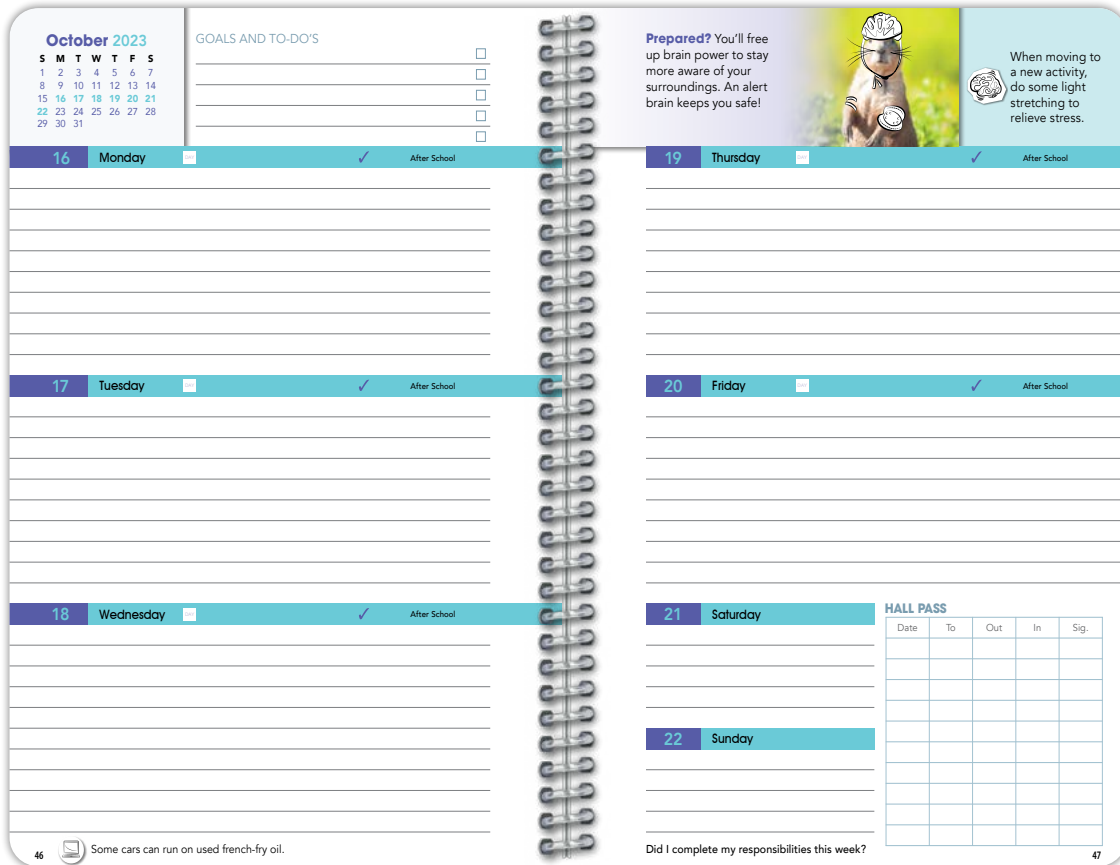 October 2023
S M T W T F S
1 2 3 4 5 6 7
8 9 10 11 12 13 14
15 16 17 18 19 20 21
22 23 24 25 26 27 28
29 30 31
GOALS AND TO-DO'S
16 Monday DAY ✓ After School
17 Tuesday DAY ✓ After School
18 Wednesday DAY ✓ After School
46
Some cars can run on used french-fry oil.
Prepared? You'll free
up brain power to stay
more aware of your
surroundings. An alert
brain keeps you safe!
When moving to
a new activity,
do some light
stretching to
relieve stress.
19 Thursday DAY ✓ After School
20 Friday DAY ✓ After School
21 Saturday
22 Sunday
HALL PASS
Date To Out In Sig.
Did I complete my responsibilities this week?
47